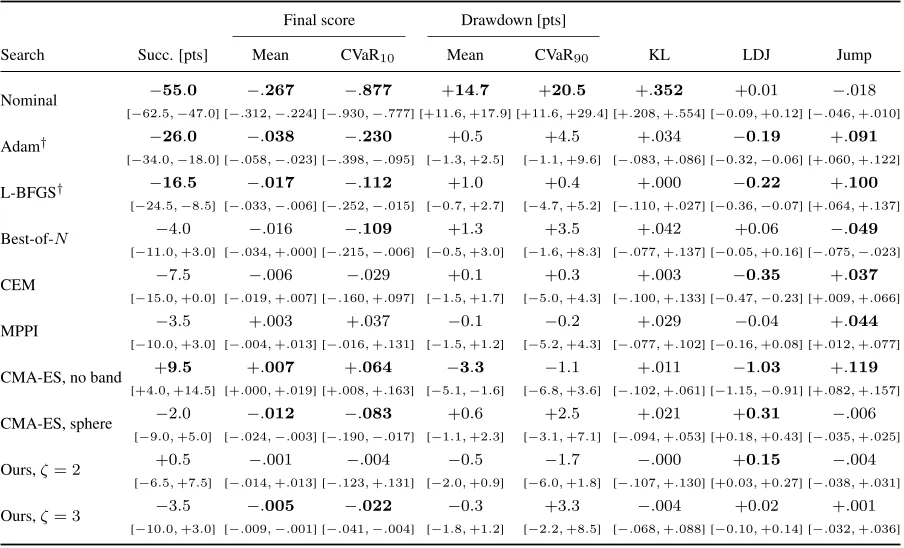 Final score Drawdown [pts]
Search Succ. [pts] Mean CVaR₁₀ Mean CVaR₉₀ KL LDJ Jump
Nominal −55.0 −.267 −.877 +14.7 +20.5 +.352 +0.01 −.018
[−62.5, −47.0] [−.312, −.224] [−.930, −.777] [+11.6, +17.9] [+11.6, +29.4] [+.208, +.554] [−0.09, +0.12] [−.046, +.010]
Adam† −26.0 −.038 −.230 +0.5 +4.5 +.034 −0.19 +.091
[−34.0, −18.0] [−.058, −.023] [−.398, −.095] [−1.3, +2.5] [−1.1, +9.6] [−.083, +.086] [−0.32, −0.06] [+.060, +.122]
L-BFGS† −16.5 −.017 −.112 +1.0 +0.4 +.000 −0.22 +.100
[−24.5, −8.5] [−.033, −.006] [−.252, −.015] [−0.7, +2.7] [−4.7, +5.2] [−.110, +.027] [−0.36, −0.07] [+.064, +.137]
Best-of-N −4.0 −.016 −.109 +1.3 +3.5 +.042 +0.06 −.049
[−11.0, +3.0] [−.034, +.000] [−.215, −.006] [−0.5, +3.0] [−1.6, +8.3] [−.077, +.137] [−0.05, +0.16] [−.075, −.023]
CEM −7.5 −.006 −.029 +0.1 +0.3 +.003 −0.35 +.037
[−15.0, +0.0] [−.019, +.007] [−.160, +.097] [−1.5, +1.7] [−5.0, +4.3] [−.100, +.133] [−0.47, −0.23] [+.009, +.066]
MPPI −3.5 +.003 +.037 −0.1 −0.2 +.029 −0.04 +.044
[−10.0, +3.0] [−.004, +.013] [−.016, +.131] [−1.5, +1.2] [−5.2, +4.3] [−.077, +.102] [−0.16, +0.08] [+.012, +.077]
CMA-ES, no band +9.5 +.007 +.064 −3.3 −1.1 +.011 −1.03 +.119
[+4.0, +14.5] [+.000, +.019] [+.008, +.163] [−5.1, −1.6] [−6.8, +3.6] [−.102, +.061] [−1.15, −0.91] [+.082, +.157]
CMA-ES, sphere −2.0 −.012 −.083 +0.6 +2.5 +.021 +0.31 −.006
[−9.0, +5.0] [−.024, −.003] [−.190, −.017] [−1.1, +2.3] [−3.1, +7.1] [−.094, +.053] [+0.18, +0.43] [−.035, +.025]
Ours, ζ = 2 +0.5 −.001 −.004 −0.5 −1.7 −.000 +0.15 −.004
[−6.5, +7.5] [−.014, +.013] [−.123, +.131] [−2.0, +0.9] [−6.0, +1.8] [−.107, +.130] [+0.03, +0.27] [−.038, +.031]
Ours, ζ = 3 −3.5 −.005 −.022 −0.3 +3.3 −.004 +0.02 +.001
[−10.0, +3.0] [−.009, −.001] [−.041, −.004] [−1.8, +1.2] [−2.2, +8.5] [−.068, +.088] [−0.10, +0.14] [−.032, +.036]